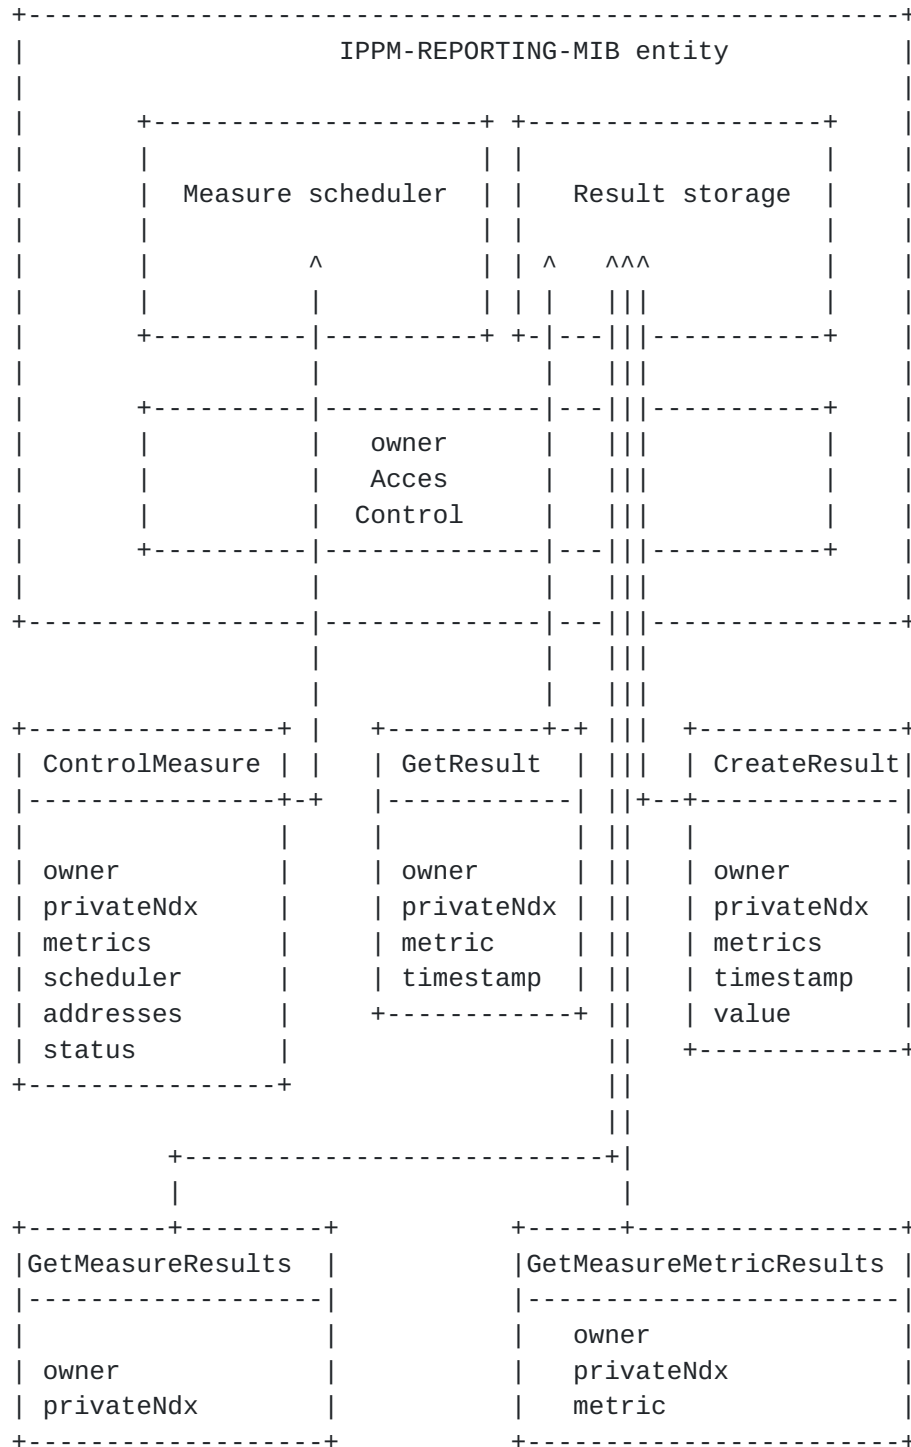 IPPM-REPORTING-MIB entity
Measure scheduler
Result storage
owner
Acces
Control
ControlMeasure
owner
privateNdx
metrics
scheduler
addresses
status
GetResult
owner
privateNdx
metric
timestamp
CreateResult
owner
privateNdx
metrics
timestamp
value
GetMeasureResults
owner
privateNdx
GetMeasureMetricResults
owner
privateNdx
metric